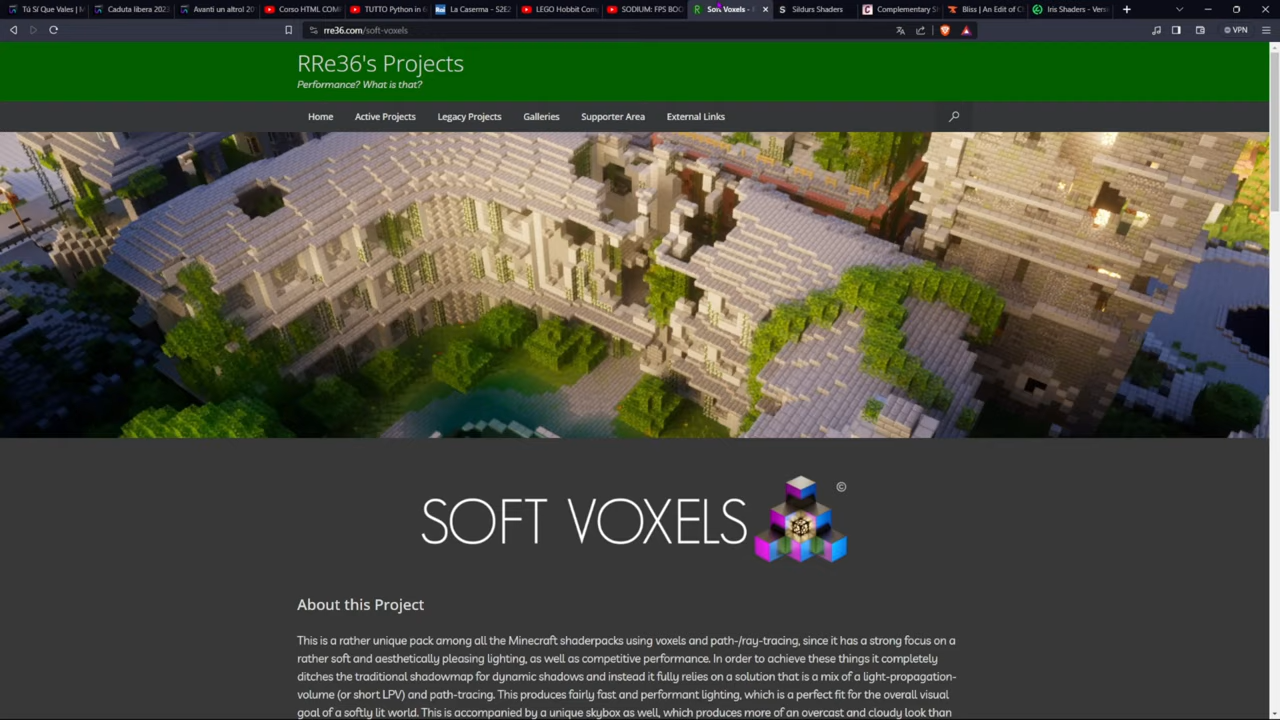 Tú Sí Que Vales | M
Caduta libera 2023
Avanti un altro! 20
Corso HTML COM
TUTTO Python in 6
La Caserma - S2E2
LEGO Hobbit Com
SODIUM: FPS BOO
Soft Voxels -
Sildurs Shaders
Complementary S
Bliss | An Edit of C
Iris Shaders - Vers
rre36.com/soft-voxels
VPN
RRe36's Projects
Performance? What is that?
Home Active Projects Legacy Projects Galleries Supporter Area External Links
SOFT VOXELS ©
About this Project
This is a rather unique pack among all the Minecraft shaderpacks using voxels and path-/ray-tracing, since it has a strong focus on a
rather soft and aesthetically pleasing lighting, as well as competitive performance. In order to achieve these things it completely
ditches the traditional shadowmap for dynamic shadows and instead it fully relies on a solution that is a mix of a light-propagation-
volume (or short LPV) and path-tracing. This produces fairly fast and performant lighting, which is a perfect fit for the overall visual
goal of a softly lit world. This is accompanied by a unique skybox as well, which produces more of an overcast and cloudy look than